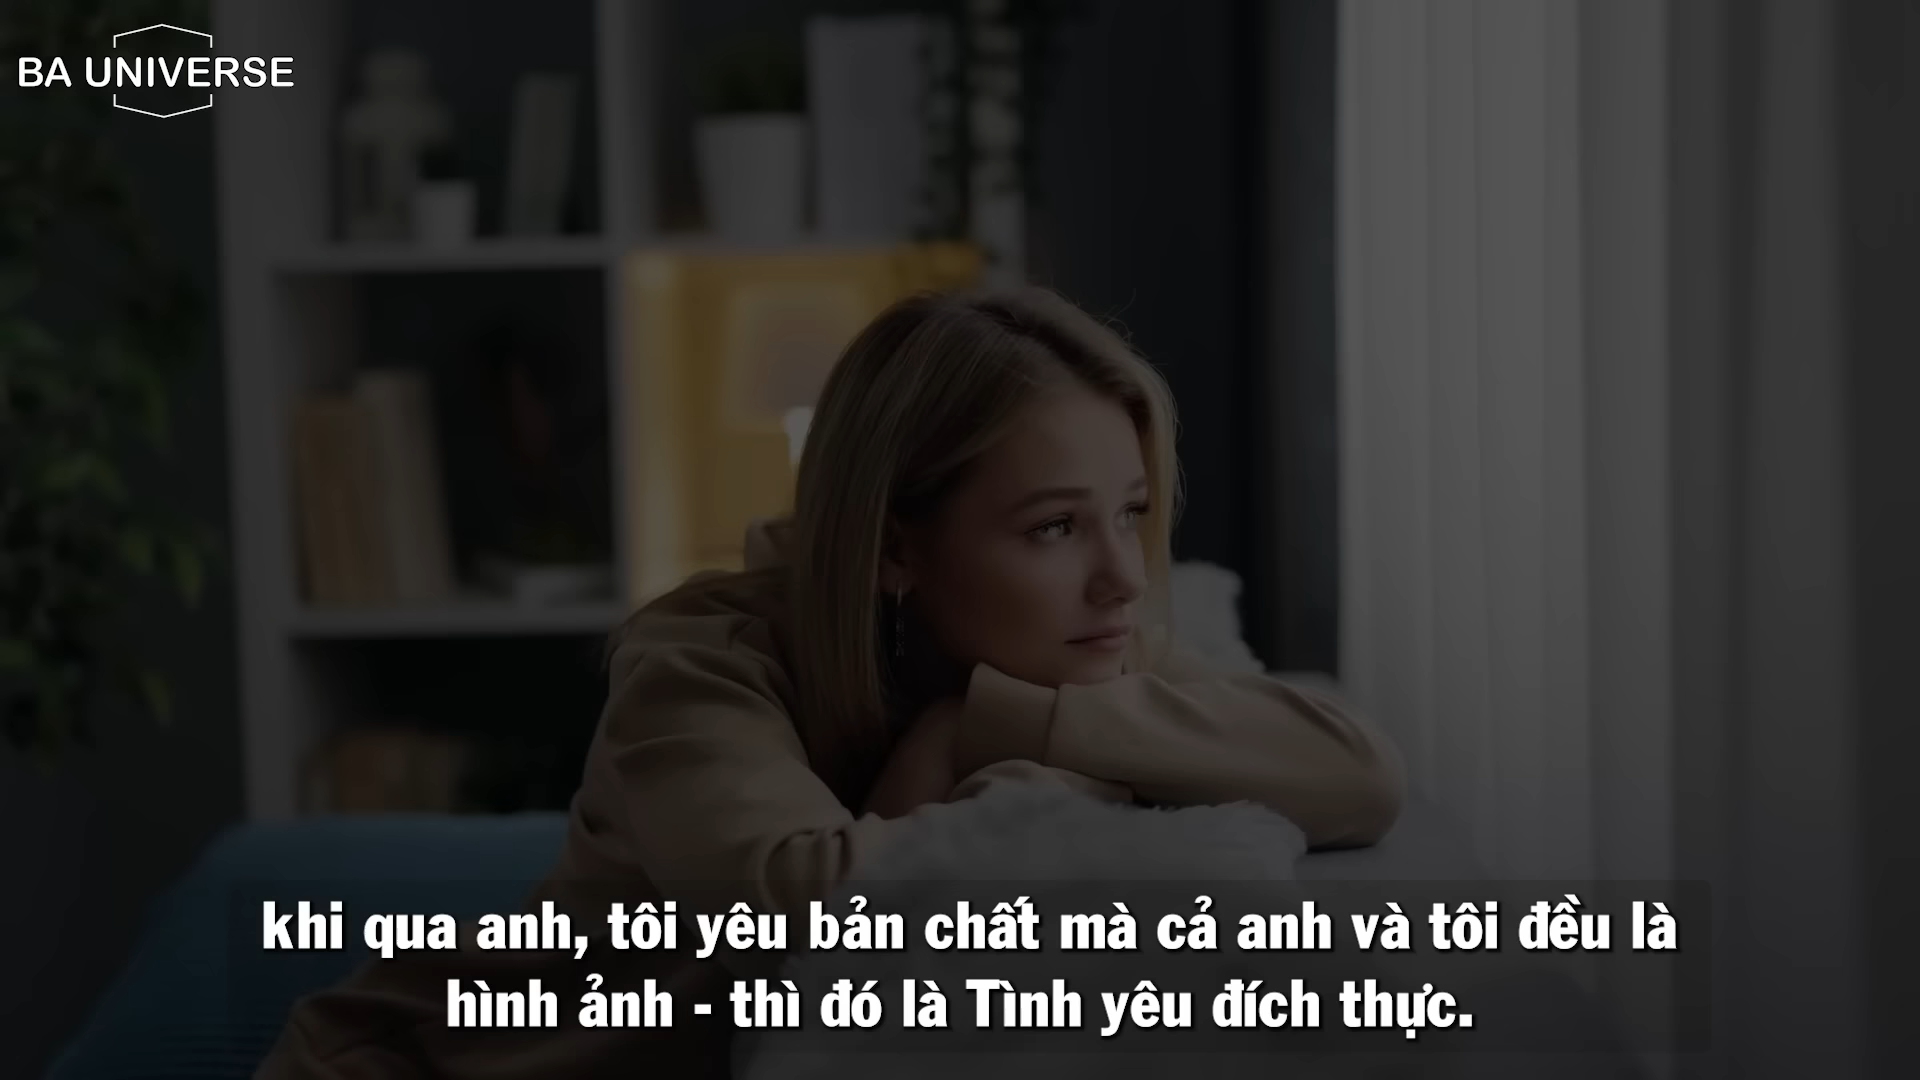 BA UNIVERSE
khi qua anh, tôi yêu bản chất mà cả anh và tôi đều là
hình ảnh - thì đó là Tình yêu đích thực.